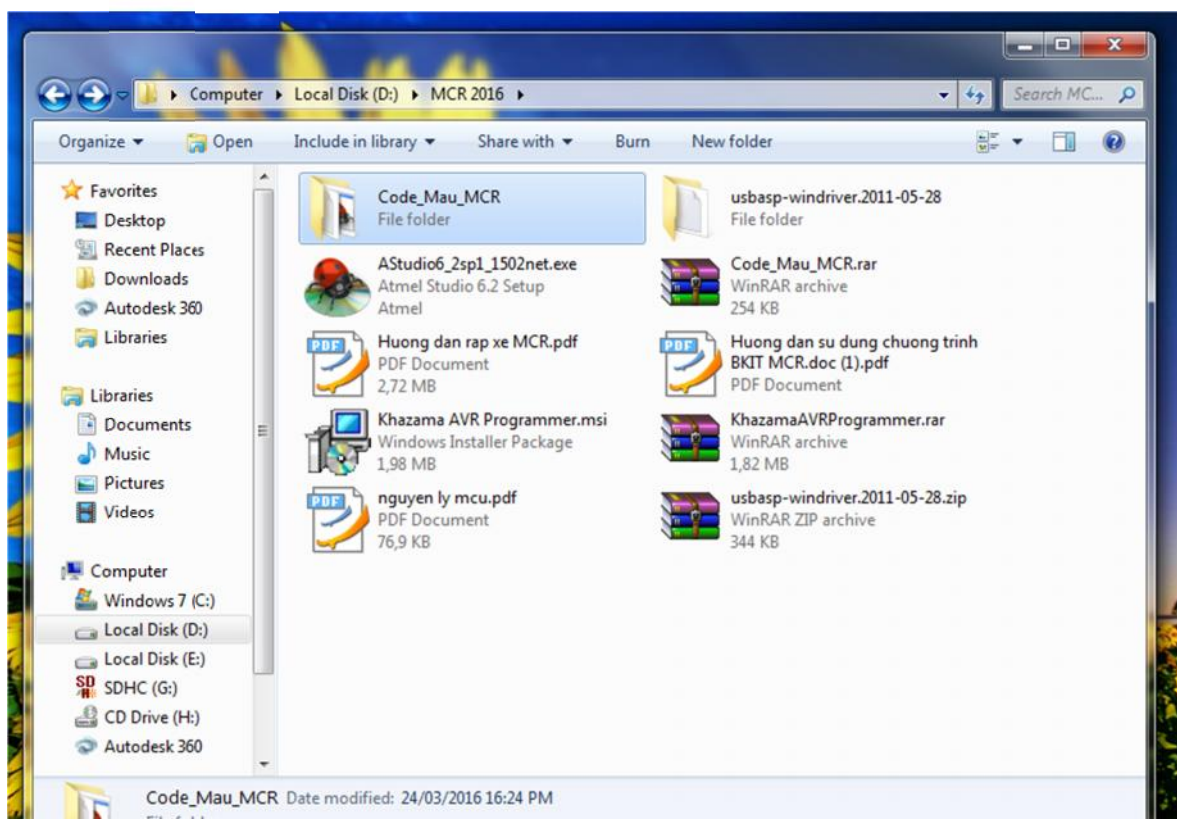 Computer Local Disk (D:) MCR 2016
Search MC...
Organize Open Include in library Share with Burn New folder
Favorites
Desktop
Recent Places
Downloads
Autodesk 360
Libraries
Libraries
Documents
Music
Pictures
Videos
Computer
Windows 7 (C:)
Local Disk (D:)
Local Disk (E:)
SDHC (G:)
CD Drive (H:)
Autodesk 360
Code_Mau_MCR
File folder
usbasp-windriver.2011-05-28
File folder
AStudio6_2sp1_1502net.exe
Atmel Studio 6.2 Setup
Atmel
Code_Mau_MCR.rar
WinRAR archive
254 KB
PDF
Huong dan rap xe MCR.pdf
PDF Document
2,72 MB
PDF
Huong dan su dung chuong trinh
BKIT MCR.doc (1).pdf
PDF Document
Khazama AVR Programmer.msi
Windows Installer Package
1,98 MB
KhazamaAVRProgrammer.rar
WinRAR archive
1,82 MB
PDF
nguyen ly mcu.pdf
PDF Document
76,9 KB
usbasp-windriver.2011-05-28.zip
WinRAR ZIP archive
344 KB
Code_Mau_MCR Date modified: 24/03/2016 16:24 PM